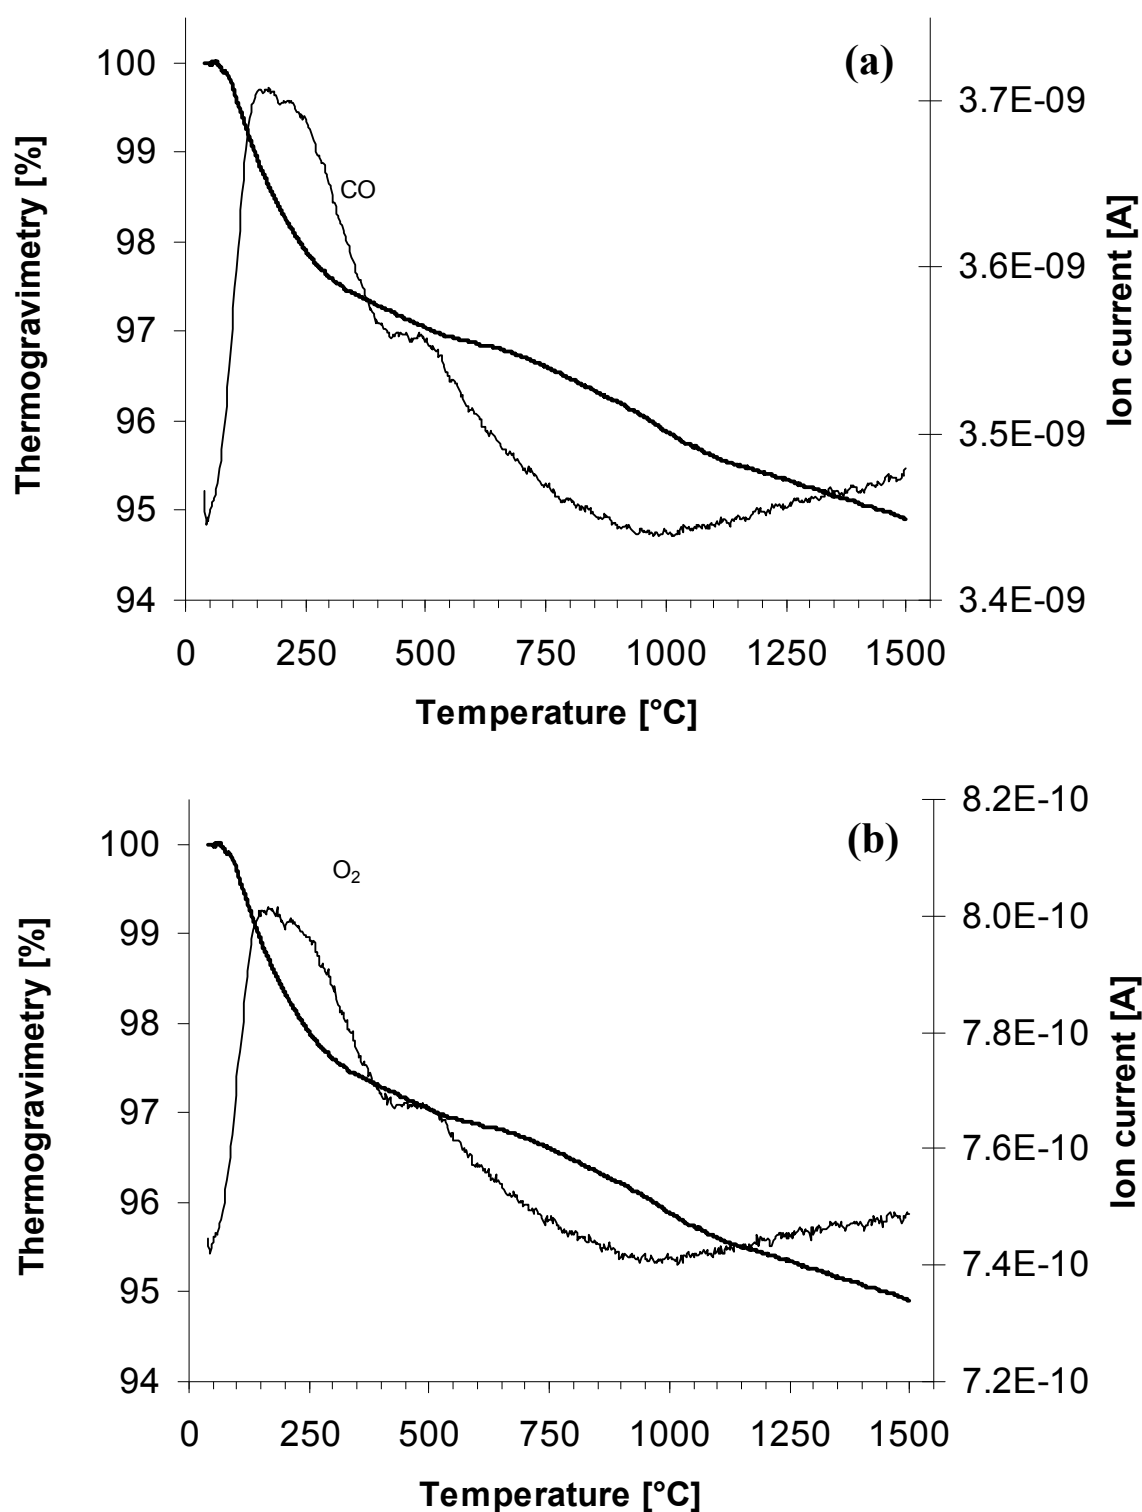 (a)
100
99
98
97
96
95
94
Thermogravimetry [%]
CO
3.7E-09
3.6E-09
3.5E-09
3.4E-09
Ion current [A]
0 250 500 750 1000 1250 1500
Temperature [°C]
(b)
100
99
98
97
96
95
94
Thermogravimetry [%]
O₂
8.2E-10
8.0E-10
7.8E-10
7.6E-10
7.4E-10
7.2E-10
Ion current [A]
0 250 500 750 1000 1250 1500
Temperature [°C]